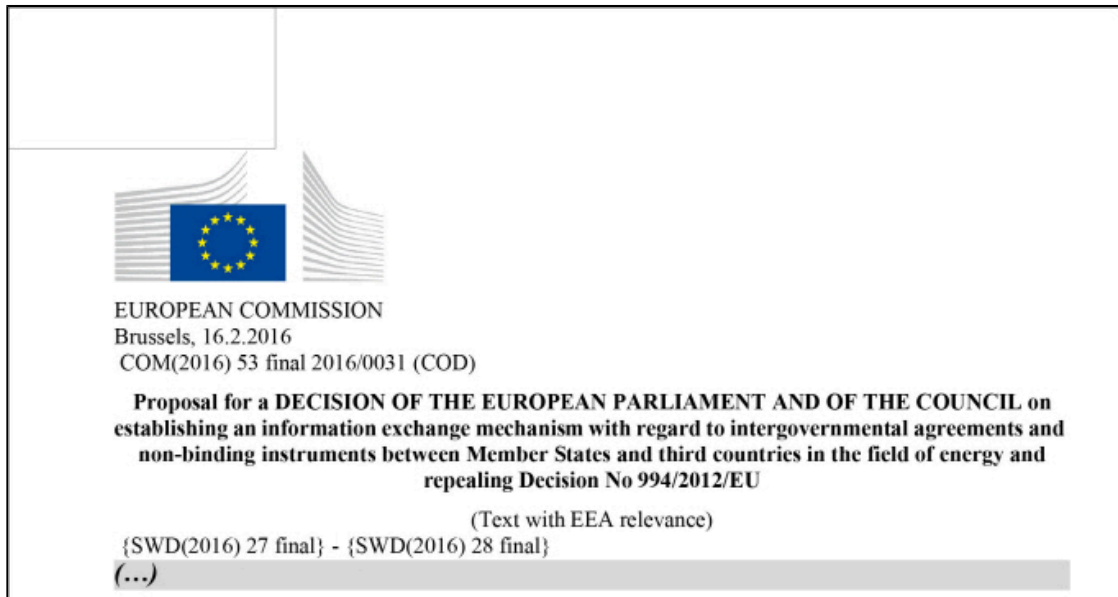 EUROPEAN COMMISSION
Brussels, 16.2.2016
COM(2016) 53 final 2016/0031 (COD)
Proposal for a DECISION OF THE EUROPEAN PARLIAMENT AND OF THE COUNCIL on
establishing an information exchange mechanism with regard to intergovernmental agreements and
non-binding instruments between Member States and third countries in the field of energy and
repealing Decision No 994/2012/EU
(Text with EEA relevance)
{SWD(2016) 27 final} - {SWD(2016) 28 final}
(…)